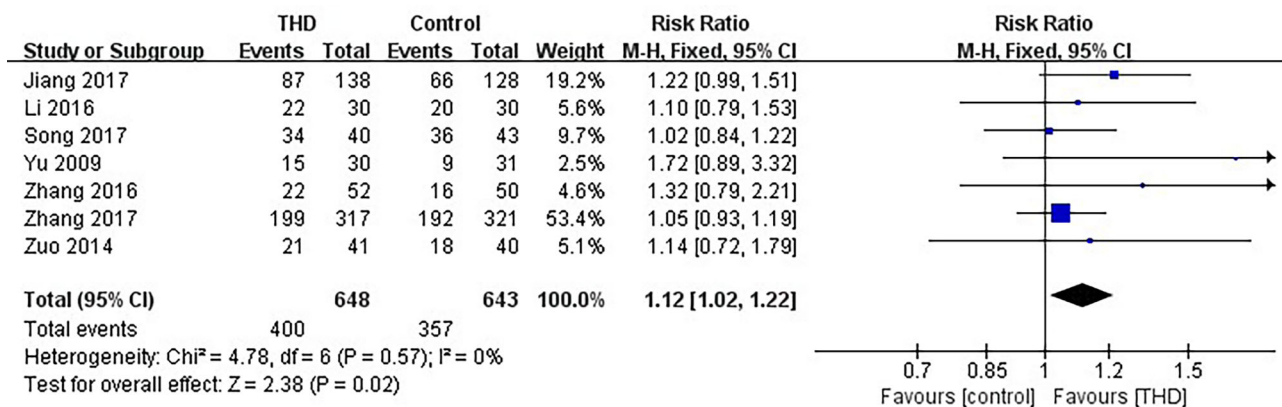 THD Control Risk Ratio Risk Ratio
Study or Subgroup Events Total Events Total Weight M-H, Fixed, 95% CI M-H, Fixed, 95% CI
Jiang 2017 87 138 66 128 19.2% 1.22 [0.99, 1.51]
Li 2016 22 30 20 30 5.6% 1.10 [0.79, 1.53]
Song 2017 34 40 36 43 9.7% 1.02 [0.84, 1.22]
Yu 2009 15 30 9 31 2.5% 1.72 [0.89, 3.32]
Zhang 2016 22 52 16 50 4.6% 1.32 [0.79, 2.21]
Zhang 2017 199 317 192 321 53.4% 1.05 [0.93, 1.19]
Zuo 2014 21 41 18 40 5.1% 1.14 [0.72, 1.79]
Total (95% CI) 648 643 100.0% 1.12 [1.02, 1.22]
Total events 400 357
Heterogeneity: Chi² = 4.78, df = 6 (P = 0.57); I² = 0%
Test for overall effect: Z = 2.38 (P = 0.02)
0.7 0.85 1 1.2 1.5
Favours [control] Favours [THD]